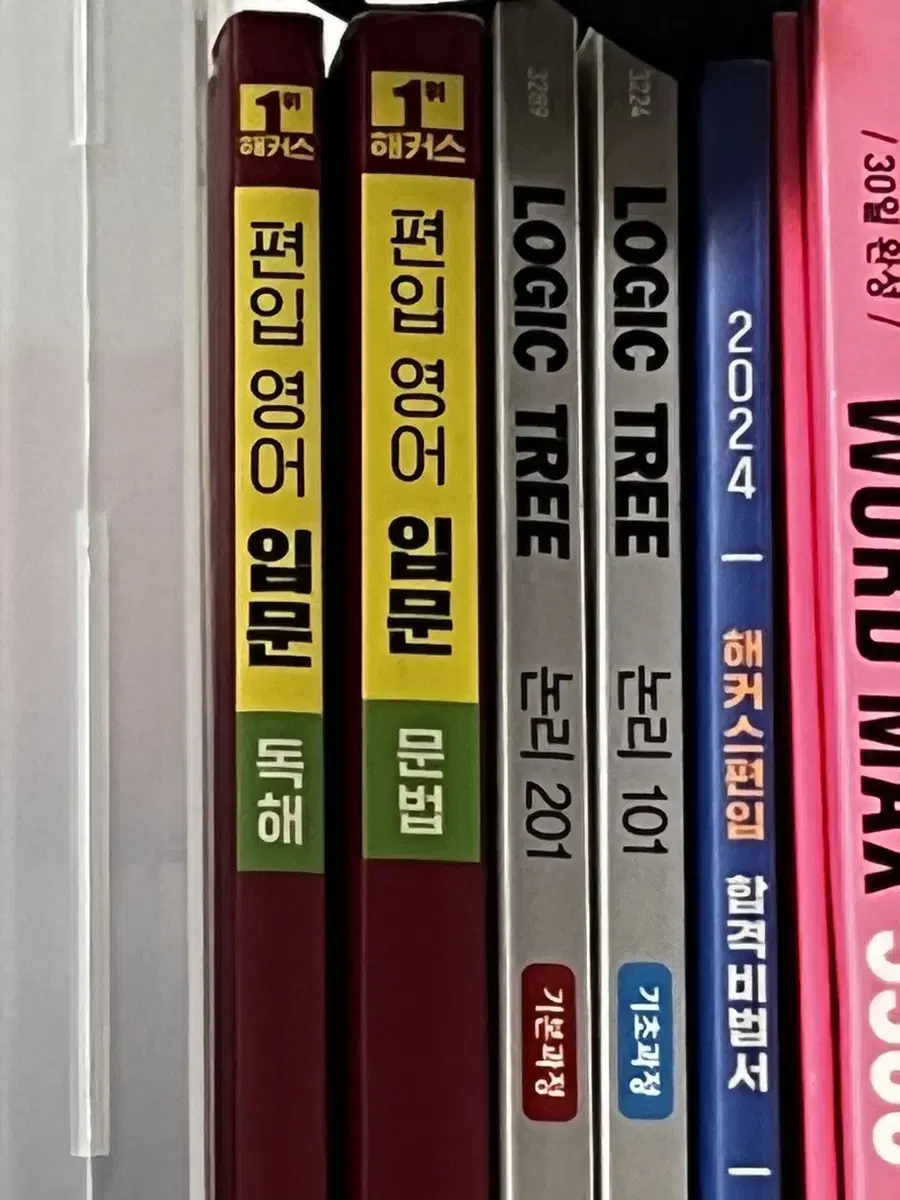 1위
해커스
편입 영어 입문
독해
1위
해커스
편입 영어 입문
문법
3289
LOGIC TREE 논리 201
기본과정
3224
LOGIC TREE 논리 101
기초과정
2024 — 해커스편입 합격비법서 —
/ 30일 완성 /
WORD MAX